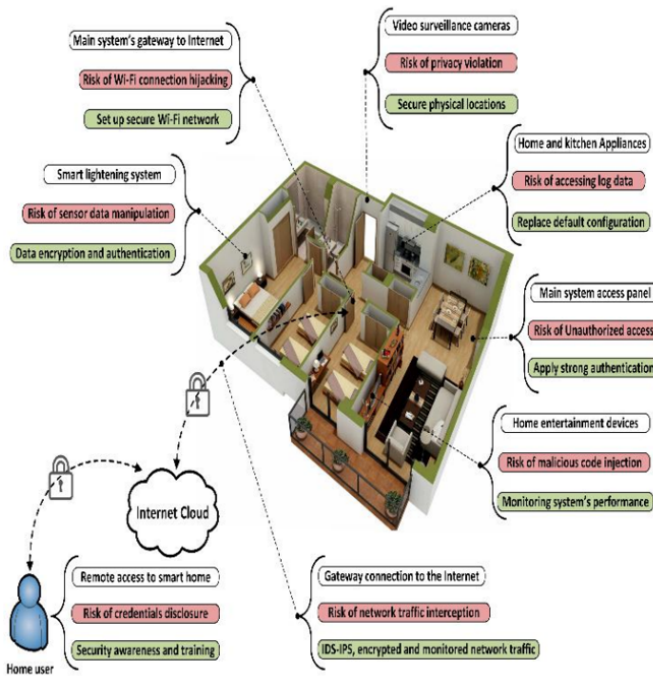 Main system's gateway to Internet
Risk of Wi-Fi connection hijacking
Set up secure Wi-Fi network
Video surveillance cameras
Risk of privacy violation
Secure physical locations
Home and kitchen Appliances
Risk of accessing log data
Replace default configuration
Smart lightening system
Risk of sensor data manipulation
Data encryption and authentication
Main system access panel
Risk of Unauthorized access
Apply strong authentication
Home entertainment devices
Risk of malicious code injection
Monitoring system's performance
Internet Cloud
Remote access to smart home
Risk of credentials disclosure
Security awareness and training
Home user
Gateway connection to the Internet
Risk of network traffic interception
IDS-IPS, encrypted and monitored network traffic